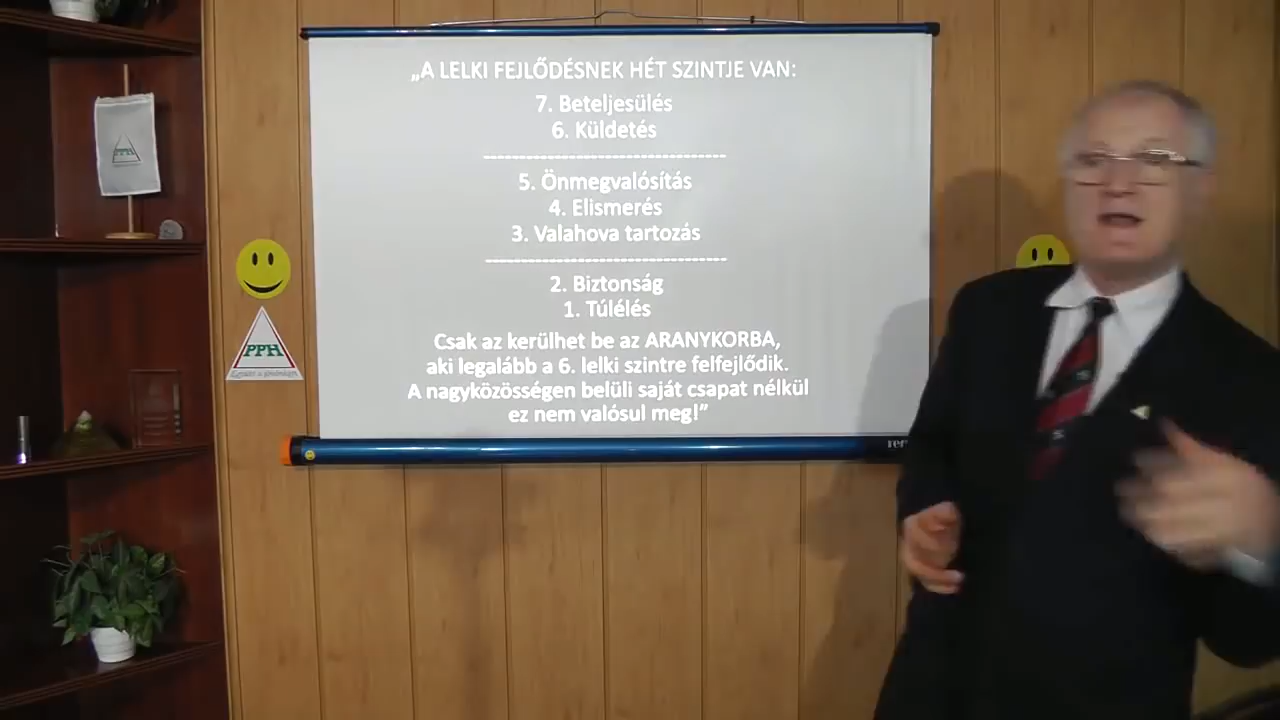 „A LELKI FEJLŐDÉSNEK HÉT SZINTJE VAN:
7. Beteljesülés
6. Küldetés
--------------------------------
5. Önmegvalósítás
4. Elismerés
3. Valahova tartozás
--------------------------------
2. Biztonság
1. Túlélés
Csak az kerülhet be az ARANYKORBA,
aki legalább a 6. lelki szintre felfejlődik.
A nagyközösségen belüli saját csapat nélkül
ez nem valósul meg!”
PPH